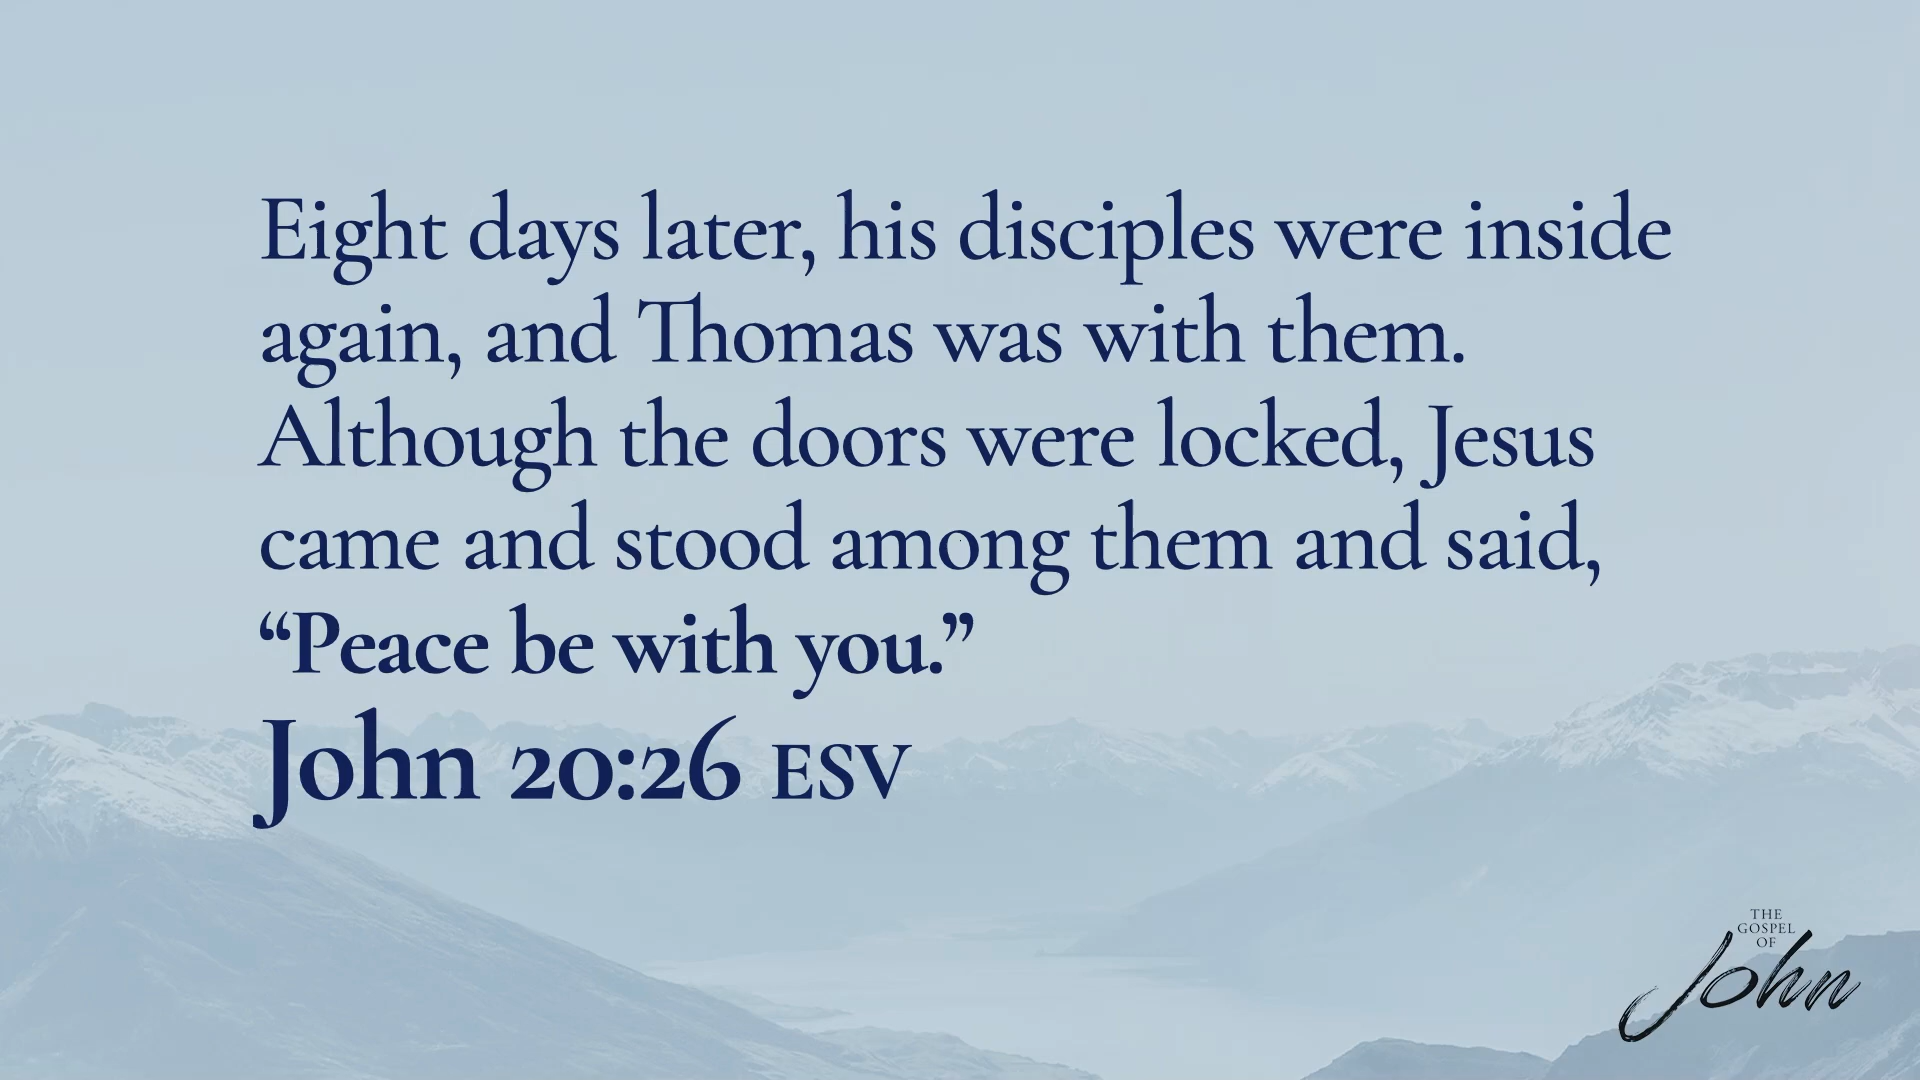 Eight days later, his disciples were inside
again, and Thomas was with them.
Although the doors were locked, Jesus
came and stood among them and said,
“Peace be with you.”
John 20:26 ESV
THE
GOSPEL
OF
John